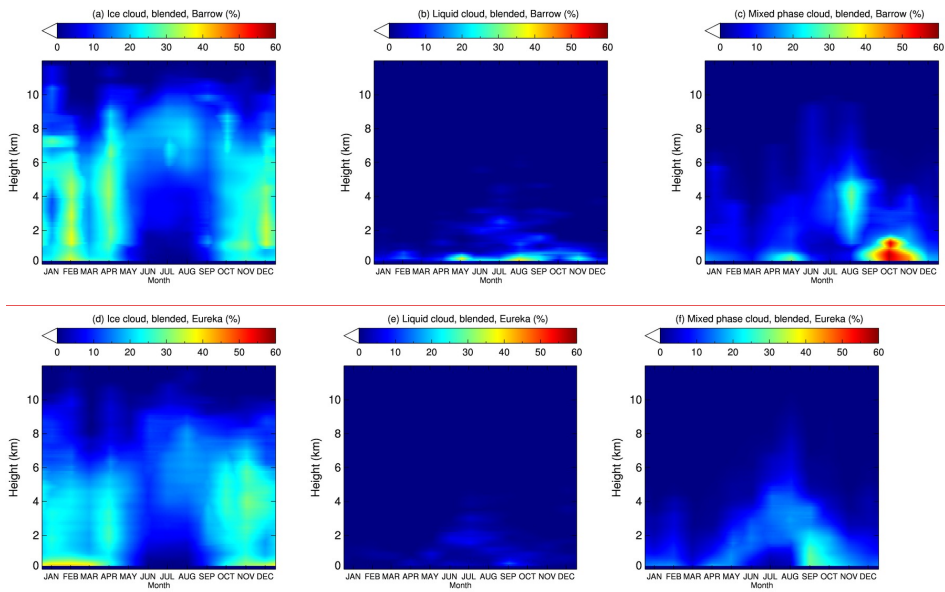 (a) Ice cloud, blended, Barrow (%)
0 10 20 30 40 50 60
10
8
6
4
2
0
Height (km)
JAN FEB MAR APR MAY JUN JUL AUG SEP OCT NOV DEC
Month
(b) Liquid cloud, blended, Barrow (%)
0 10 20 30 40 50 60
10
8
6
4
2
0
Height (km)
JAN FEB MAR APR MAY JUN JUL AUG SEP OCT NOV DEC
Month
(c) Mixed phase cloud, blended, Barrow (%)
0 10 20 30 40 50 60
10
8
6
4
2
0
Height (km)
JAN FEB MAR APR MAY JUN JUL AUG SEP OCT NOV DEC
Month
(d) Ice cloud, blended, Eureka (%)
0 10 20 30 40 50 60
10
8
6
4
2
0
Height (km)
JAN FEB MAR APR MAY JUN JUL AUG SEP OCT NOV DEC
Month
(e) Liquid cloud, blended, Eureka (%)
0 10 20 30 40 50 60
10
8
6
4
2
0
Height (km)
JAN FEB MAR APR MAY JUN JUL AUG SEP OCT NOV DEC
Month
(f) Mixed phase cloud, blended, Eureka (%)
0 10 20 30 40 50 60
10
8
6
4
2
0
Height (km)
JAN FEB MAR APR MAY JUN JUL AUG SEP OCT NOV DEC
Month